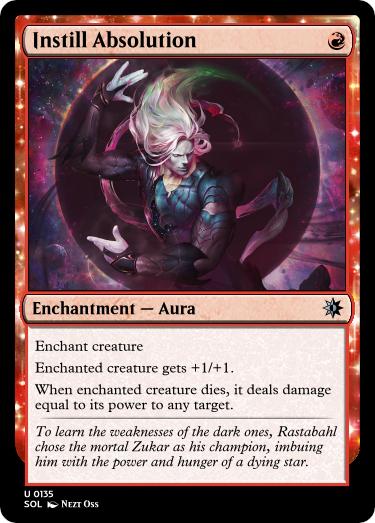 Instill Absolution
Enchantment — Aura
Enchant creature
Enchanted creature gets +1/+1.
When enchanted creature dies, it deals damage
equal to its power to any target.
To learn the weaknesses of the dark ones, Rastabahl
chose the mortal Zukar as his champion, imbuing
him with the power and hunger of a dying star.
U 0135
SOL Nezt Oss